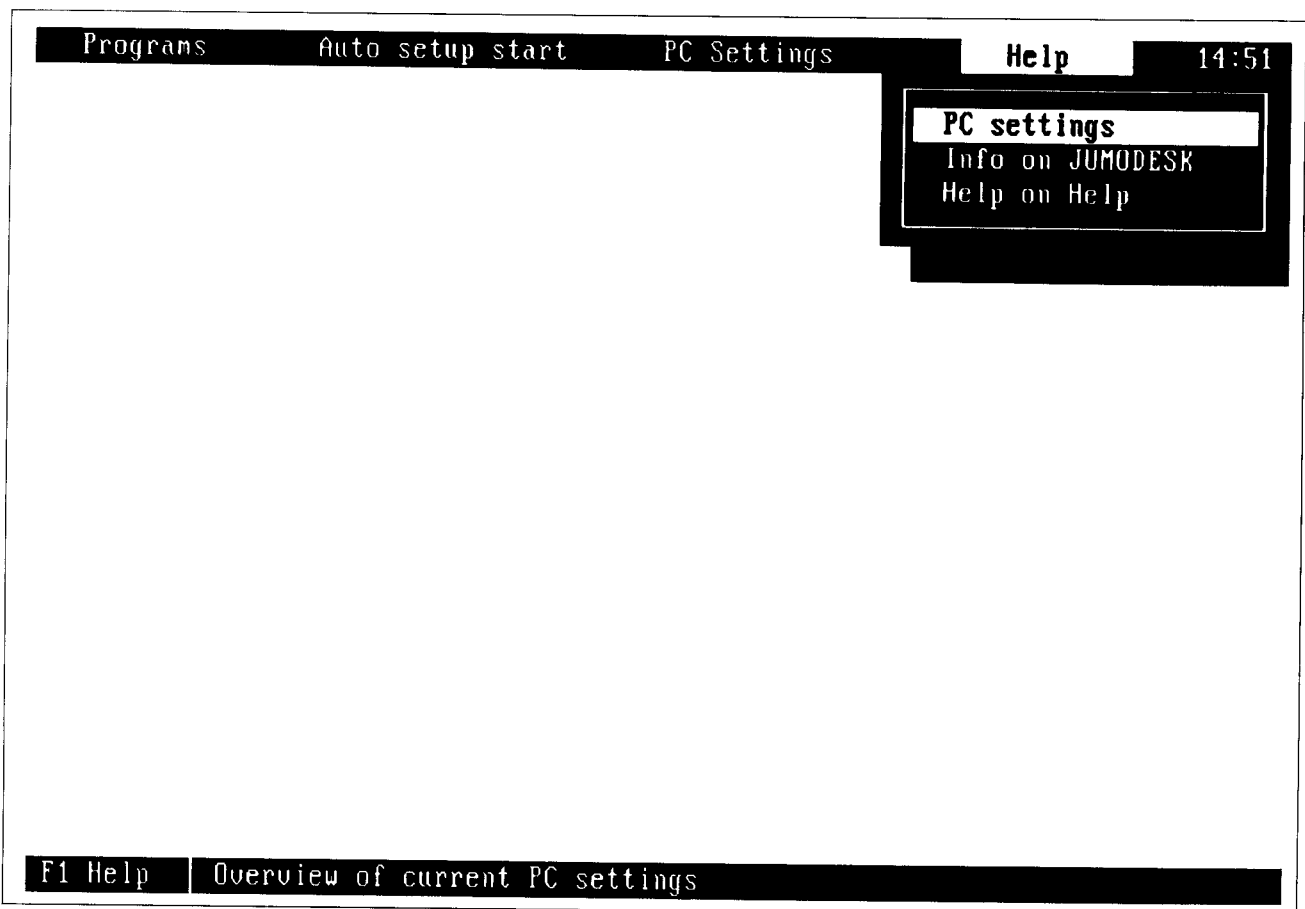 Programs Auto setup start PC Settings Help 14:51
PC settings
Info on JUMODESK
Help on Help
F1 Help Overview of current PC settings